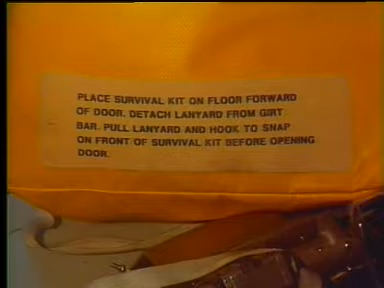 PLACE SURVIVAL KIT ON FLOOR FORWARD
OF DOOR. DETACH LANYARD FROM GIRT
BAR. PULL LANYARD AND HOOK TO SNAP
ON FRONT OF SURVIVAL KIT BEFORE OPENING
DOOR.